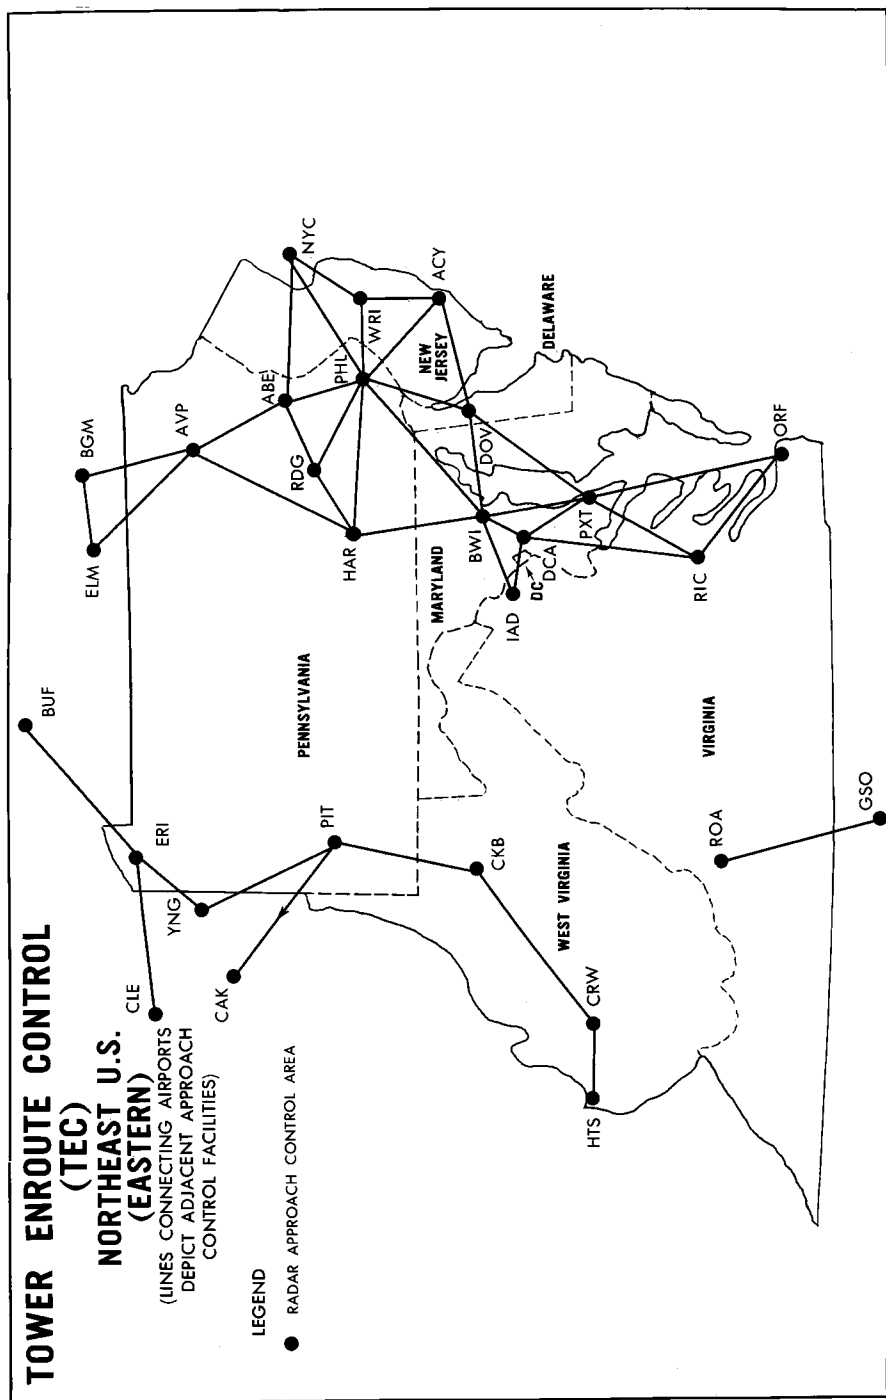 TOWER ENROUTE CONTROL
(TEC)
NORTHEAST U.S.
(EASTERN)
(LINES CONNECTING AIRPORTS
DEPICT ADJACENT APPROACH
CONTROL FACILITIES)
LEGEND
RADAR APPROACH CONTROL AREA
BUF
BGM
ELM
AVP
ERI
CLE
YNG
CAK
PIT
PENNSYLVANIA
NYC
ABE
RDG
HAR
PHL
WRI
ACY
NEW
JERSEY
DELAWARE
DOV
MARYLAND
BWI
IAD
DC
DCA
PXT
CKB
WEST VIRGINIA
CRW
HTS
VIRGINIA
RIC
ORF
ROA
GSO